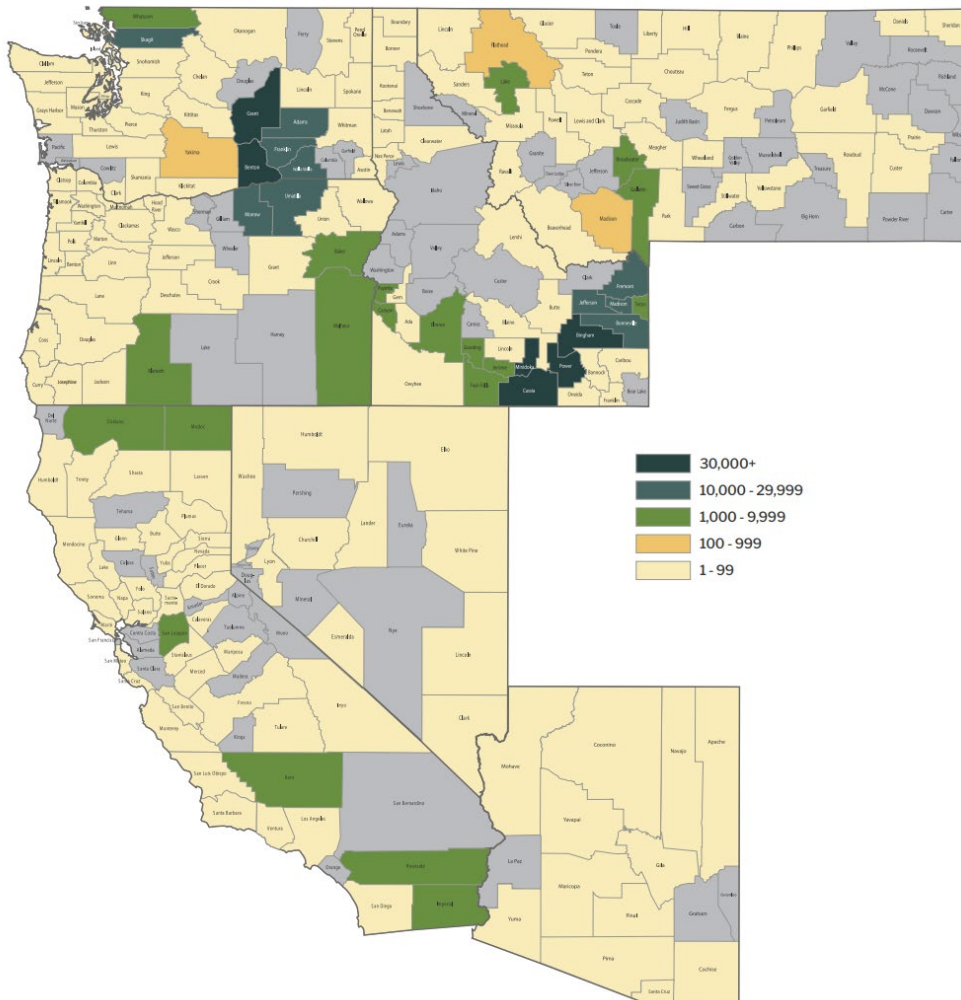 Whatcom
Skagit
Okanogan
Ferry
Stevens
Pend
Oreille
Boundary
Bonner
Clallam
Snohomish
Chelan
Douglas
Jefferson
King
Lincoln
Spokane
Kootenai
Grays Harbor
Mason
Kittitas
Grant
Adams
Whitman
Thurston
Pierce
Pacific
Lewis
Yakima
Franklin
Garfield
Columbia
Cowlitz
Skamania
Benton
Walla Walla
Asotin
Klickitat
Clark
Lincoln
Flathead
Glacier
Toole
Liberty
Hill
Blaine
Phillips
Valley
Daniels
Sheridan
Roosevelt
Richland
McCone
Dawson
Pondera
Teton
Chouteau
Sanders
Lake
Cascade
Fergus
Garfield
Petroleum
Judith Basin
Shoshone
Mineral
Missoula
Powell
Lewis and Clark
Meagher
Wheatland
Golden
Valley
Musselshell
Rosebud
Treasure
Prairie
Custer
Clearwater
Latah
Nez Perce
Lewis
Idaho
Granite
Ravalli
Jefferson
Broadwater
Gallatin
Park
Sweet Grass
Stillwater
Yellowstone
Carbon
Big Horn
Powder River
Carter
Beaverhead
Madison
Clatsop
Columbia
Tillamook
Washington
Multnomah
Hood
River
Sherman
Gilliam
Morrow
Umatilla
Union
Wallowa
Clackamas
Wasco
Polk
Marion
Wheeler
Baker
Lincoln
Benton
Linn
Jefferson
Grant
Crook
Lane
Deschutes
Malheur
Coos
Douglas
Lake
Harney
Klamath
Curry
Josephine
Jackson
Adams
Valley
Lemhi
Washington
Custer
Clark
Fremont
Payette
Gem
Boise
Butte
Jefferson
Madison
Teton
Canyon
Ada
Elmore
Camas
Blaine
Bonneville
Bingham
Gooding
Lincoln
Minidoka
Jerome
Power
Bannock
Caribou
Owyhee
Twin Falls
Cassia
Oneida
Franklin
Bear Lake
Del
Norte
Siskiyou
Modoc
Humboldt
Trinity
Shasta
Lassen
Tehama
Plumas
Mendocino
Glenn
Butte
Sierra
Nevada
Lake
Colusa
Yuba
Placer
El Dorado
Sonoma
Napa
Yolo
Solano
Marin
Alpine
Calaveras
Tuolumne
Mono
San Francisco
Contra Costa
Alameda
San Joaquin
Stanislaus
Mariposa
San Mateo
Santa Clara
Santa Cruz
Merced
Madera
San Benito
Fresno
Inyo
Monterey
Kings
Tulare
San Luis Obispo
Kern
San Bernardino
Santa Barbara
Ventura
Los Angeles
Orange
Riverside
San Diego
Imperial
Humboldt
Elko
Washoe
Pershing
Lander
Eureka
White Pine
Churchill
Lyon
Mineral
Nye
Esmeralda
Lincoln
Clark
Mohave
Coconino
Navajo
Apache
Yavapai
La Paz
Gila
Maricopa
Graham
Yuma
Pinal
Pima
Cochise
Santa Cruz
30,000+
10,000 - 29,999
1,000 - 9,999
100 - 999
1 - 99